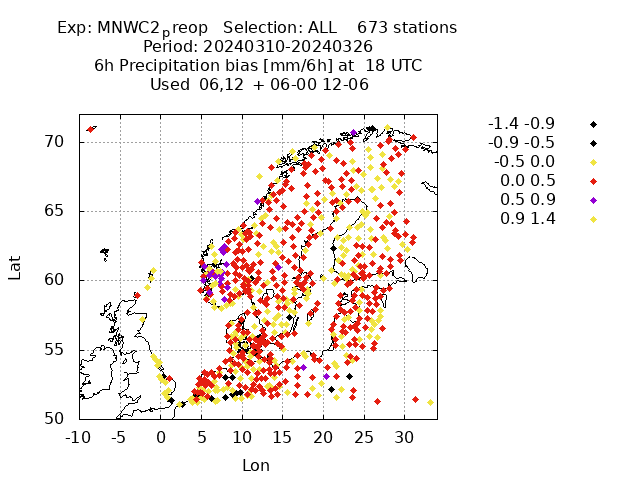 Exp: MNWC2preop Selection: ALL 673 stations
Period: 20240310-20240326
6h Precipitation bias [mm/6h] at 18 UTC
Used 06,12 + 06-00 12-06
-1.4 -0.9
-0.9 -0.5
-0.5 0.0
0.0 0.5
0.5 0.9
0.9 1.4
Lat
70
65
60
55
50
-10 -5 0 5 10 15 20 25 30
Lon